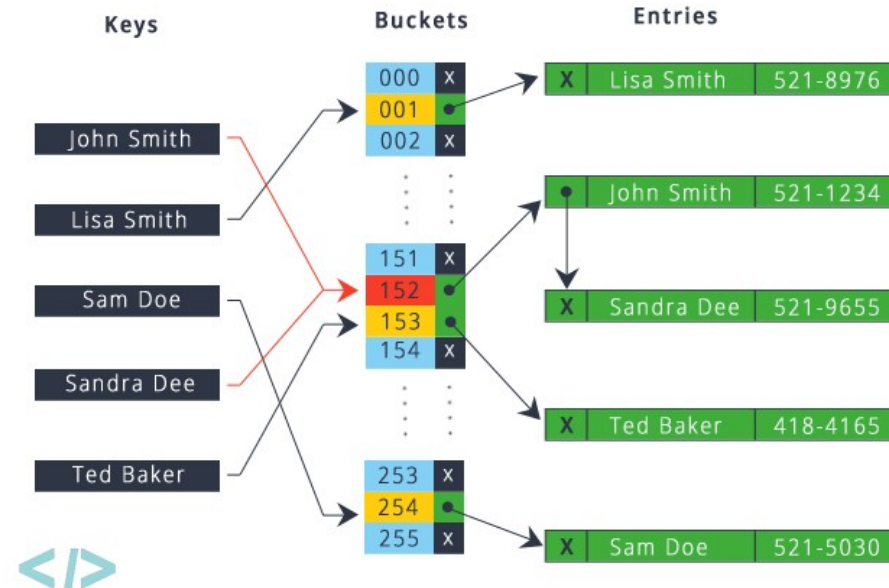 Keys
Buckets
Entries
John Smith
Lisa Smith
Sam Doe
Sandra Dee
Ted Baker
000 x
001
002 x
151 x
152
153
154 x
253 x
254
255 x
X Lisa Smith 521-8976
John Smith 521-1234
X Sandra Dee 521-9655
X Ted Baker 418-4165
X Sam Doe 521-5030
</>